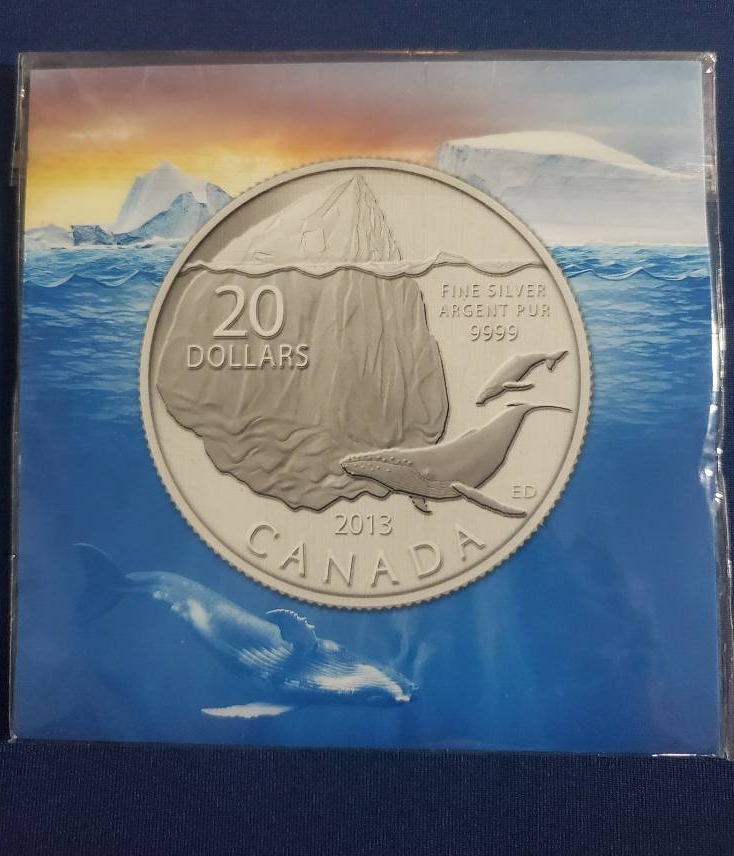 20
DOLLARS
FINE SILVER
ARGENT PUR
9999
ED
2013
CANADA